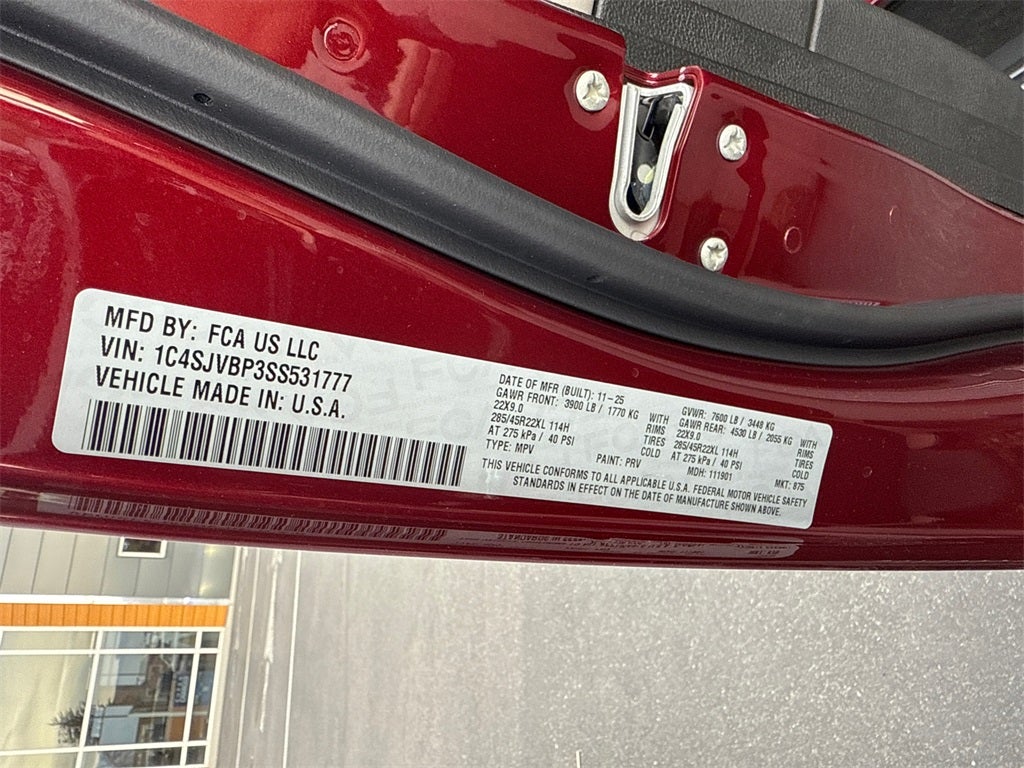 MFD BY: FCA US LLC
VIN: 1C4SJVBP3SS531777
VEHICLE MADE IN: U.S.A.
DATE OF MFR (BUILT): 11-25 GVWR: 7600 LB / 3448 KG
GAWR FRONT: 3900 LB / 1770 KG WITH GAWR REAR: 4530 LB / 2055 KG WITH
22X9.0 RIMS 22X9.0 RIMS
285/45R22XL 114H TIRES 285/45R22XL 114H TIRES
AT 275 kPa / 40 PSI COLD AT 275 kPa / 40 PSI COLD
TYPE: MPV PAINT: PRV MDH: 111901 MKT: 875
THIS VEHICLE CONFORMS TO ALL APPLICABLE U.S.A. FEDERAL MOTOR VEHICLE SAFETY
STANDARDS IN EFFECT ON THE DATE OF MANUFACTURE SHOWN ABOVE.